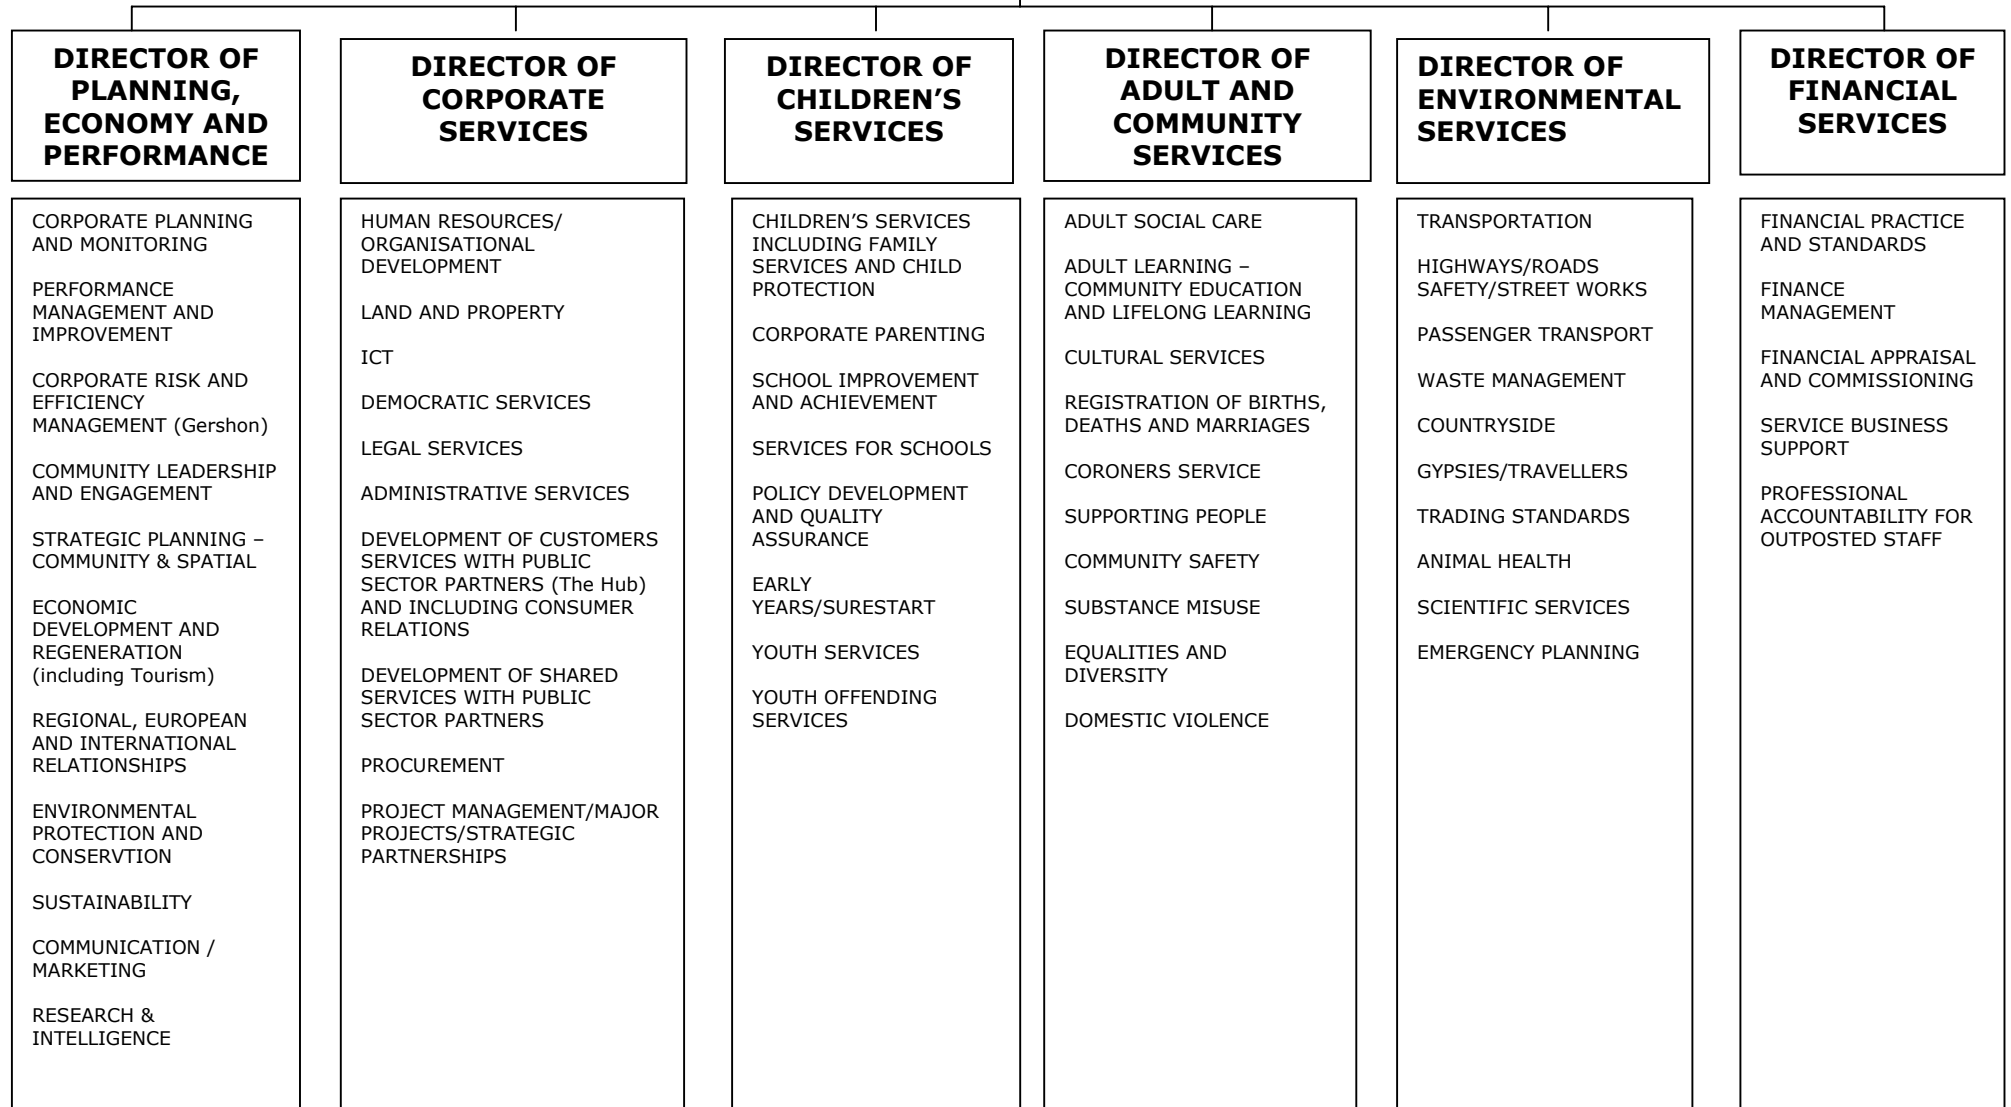 DIRECTOR OF
PLANNING,
ECONOMY AND
PERFORMANCE
CORPORATE PLANNING
AND MONITORING
PERFORMANCE
MANAGEMENT AND
IMPROVEMENT
CORPORATE RISK AND
EFFICIENCY
MANAGEMENT (Gershon)
COMMUNITY LEADERSHIP
AND ENGAGEMENT
STRATEGIC PLANNING –
COMMUNITY & SPATIAL
ECONOMIC
DEVELOPMENT AND
REGENERATION
(including Tourism)
REGIONAL, EUROPEAN
AND INTERNATIONAL
RELATIONSHIPS
ENVIRONMENTAL
PROTECTION AND
CONSERVTION
SUSTAINABILITY
COMMUNICATION /
MARKETING
RESEARCH &
INTELLIGENCE
DIRECTOR OF
CORPORATE
SERVICES
HUMAN RESOURCES/
ORGANISATIONAL
DEVELOPMENT
LAND AND PROPERTY
ICT
DEMOCRATIC SERVICES
LEGAL SERVICES
ADMINISTRATIVE SERVICES
DEVELOPMENT OF CUSTOMERS
SERVICES WITH PUBLIC
SECTOR PARTNERS (The Hub)
AND INCLUDING CONSUMER
RELATIONS
DEVELOPMENT OF SHARED
SERVICES WITH PUBLIC
SECTOR PARTNERS
PROCUREMENT
PROJECT MANAGEMENT/MAJOR
PROJECTS/STRATEGIC
PARTNERSHIPS
DIRECTOR OF
CHILDREN’S
SERVICES
CHILDREN’S SERVICES
INCLUDING FAMILY
SERVICES AND CHILD
PROTECTION
CORPORATE PARENTING
SCHOOL IMPROVEMENT
AND ACHIEVEMENT
SERVICES FOR SCHOOLS
POLICY DEVELOPMENT
AND QUALITY
ASSURANCE
EARLY
YEARS/SURESTART
YOUTH SERVICES
YOUTH OFFENDING
SERVICES
DIRECTOR OF
ADULT AND
COMMUNITY
SERVICES
ADULT SOCIAL CARE
ADULT LEARNING –
COMMUNITY EDUCATION
AND LIFELONG LEARNING
CULTURAL SERVICES
REGISTRATION OF BIRTHS,
DEATHS AND MARRIAGES
CORONERS SERVICE
SUPPORTING PEOPLE
COMMUNITY SAFETY
SUBSTANCE MISUSE
EQUALITIES AND
DIVERSITY
DOMESTIC VIOLENCE
DIRECTOR OF
ENVIRONMENTAL
SERVICES
TRANSPORTATION
HIGHWAYS/ROADS
SAFETY/STREET WORKS
PASSENGER TRANSPORT
WASTE MANAGEMENT
COUNTRYSIDE
GYPSIES/TRAVELLERS
TRADING STANDARDS
ANIMAL HEALTH
SCIENTIFIC SERVICES
EMERGENCY PLANNING
DIRECTOR OF
FINANCIAL
SERVICES
FINANCIAL PRACTICE
AND STANDARDS
FINANCE
MANAGEMENT
FINANCIAL APPRAISAL
AND COMMISSIONING
SERVICE BUSINESS
SUPPORT
PROFESSIONAL
ACCOUNTABILITY FOR
OUTPOSTED STAFF